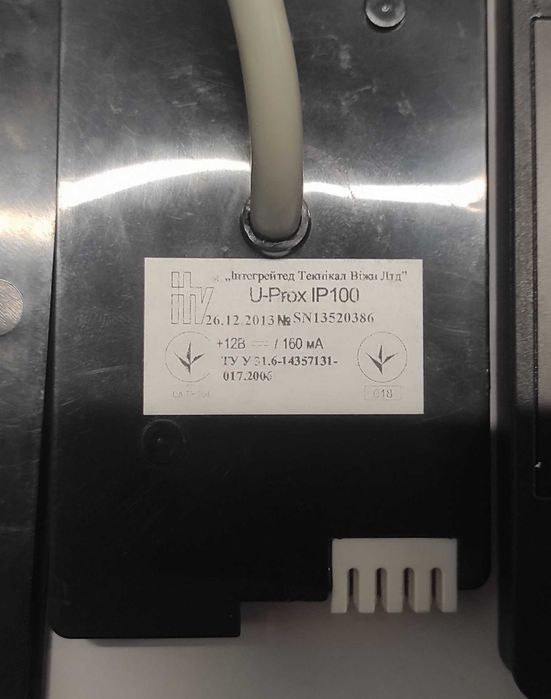 „Інтегрейтед Текнікал Віжн Лтд"
ITV
U-Prox IP100
26.12.2013 № SN13520386
+12В / 160 мА
ТУ У 31.6-14357131-
017.2006
018